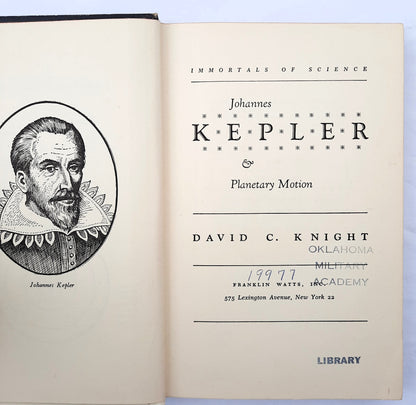 Johannes Kepler
IMMORTALS OF SCIENCE
Johannes
KEPLER
&
Planetary Motion
DAVID C. KNIGHT
OKLAHOMA
MILITARY
ACADEMY
19977
FRANKLIN WATTS, INC.
575 Lexington Avenue, New York 22
LIBRARY